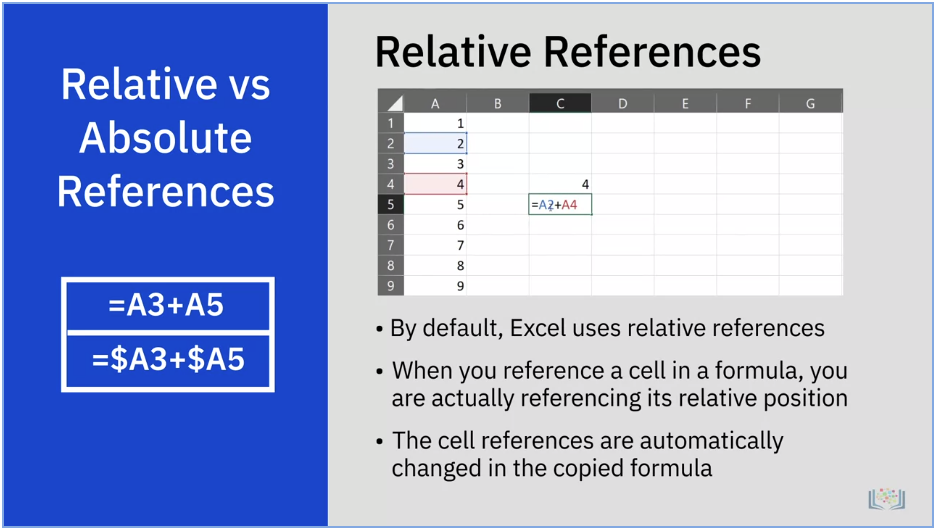 Relative vs
Absolute
References
=A3+A5
=$A3+$A5
Relative References
A B C D E F G
1 1
2 2
3 3
4 4 4
5 5 =A2+A4
6 6
7 7
8 8
9 9
• By default, Excel uses relative references
• When you reference a cell in a formula, you
are actually referencing its relative position
• The cell references are automatically
changed in the copied formula